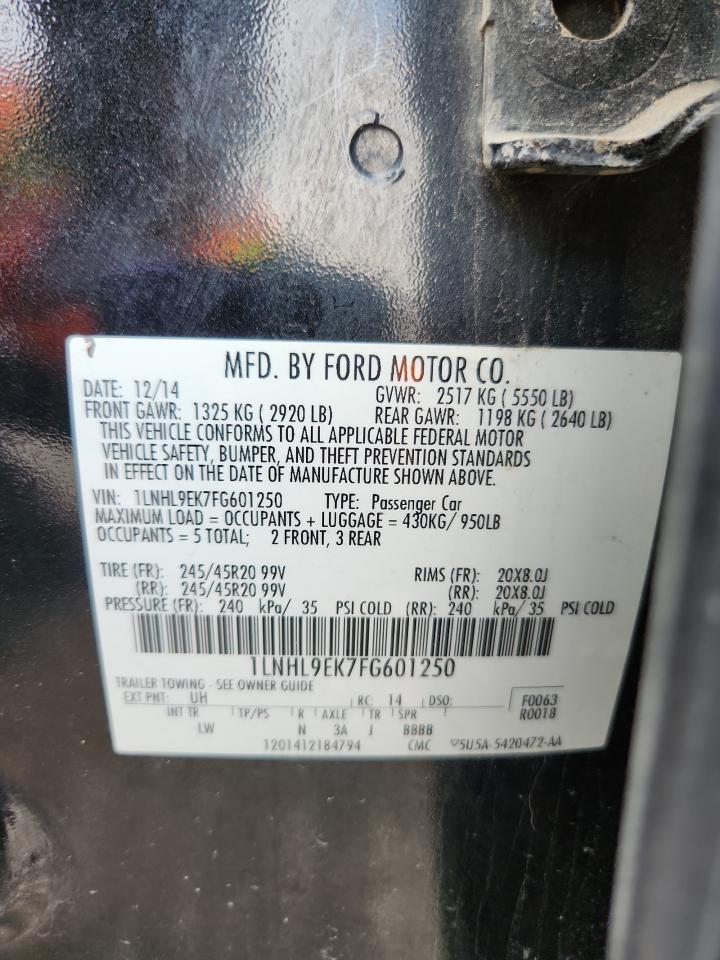 MFD. BY FORD MOTOR CO.
DATE: 12/14 GVWR: 2517 KG ( 5550 LB)
FRONT GAWR: 1325 KG ( 2920 LB) REAR GAWR: 1198 KG ( 2640 LB)
THIS VEHICLE CONFORMS TO ALL APPLICABLE FEDERAL MOTOR
VEHICLE SAFETY, BUMPER, AND THEFT PREVENTION STANDARDS
IN EFFECT ON THE DATE OF MANUFACTURE SHOWN ABOVE.
VIN: 1LNHL9EK7FG601250 TYPE: Passenger Car
MAXIMUM LOAD = OCCUPANTS + LUGGAGE = 430KG/ 950LB
OCCUPANTS = 5 TOTAL; 2 FRONT, 3 REAR
TIRE (FR): 245/45R20 99V RIMS (FR): 20X8.0J
(RR): 245/45R20 99V (RR): 20X8.0J
PRESSURE (FR): 240 kPa/ 35 PSI COLD (RR): 240 kPa/ 35 PSI COLD
1LNHL9EK7FG601250
TRAILER TOWING - SEE OWNER GUIDE
EXT PNT: UH RC: 14 DSO: F0063
INT TR TP/PS R AXLE TR SPR R0018
LW N 3A J BBBB
1201412184794 CMC ▽5U5A-5420472-AA